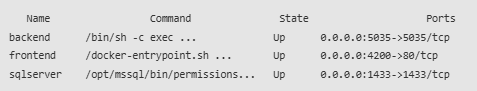 Name Command State Ports
backend /bin/sh -c exec ... Up 0.0.0.0:5035->5035/tcp
frontend /docker-entrypoint.sh ... Up 0.0.0.0:4200->80/tcp
sqlserver /opt/mssql/bin/permissions... Up 0.0.0.0:1433->1433/tcp